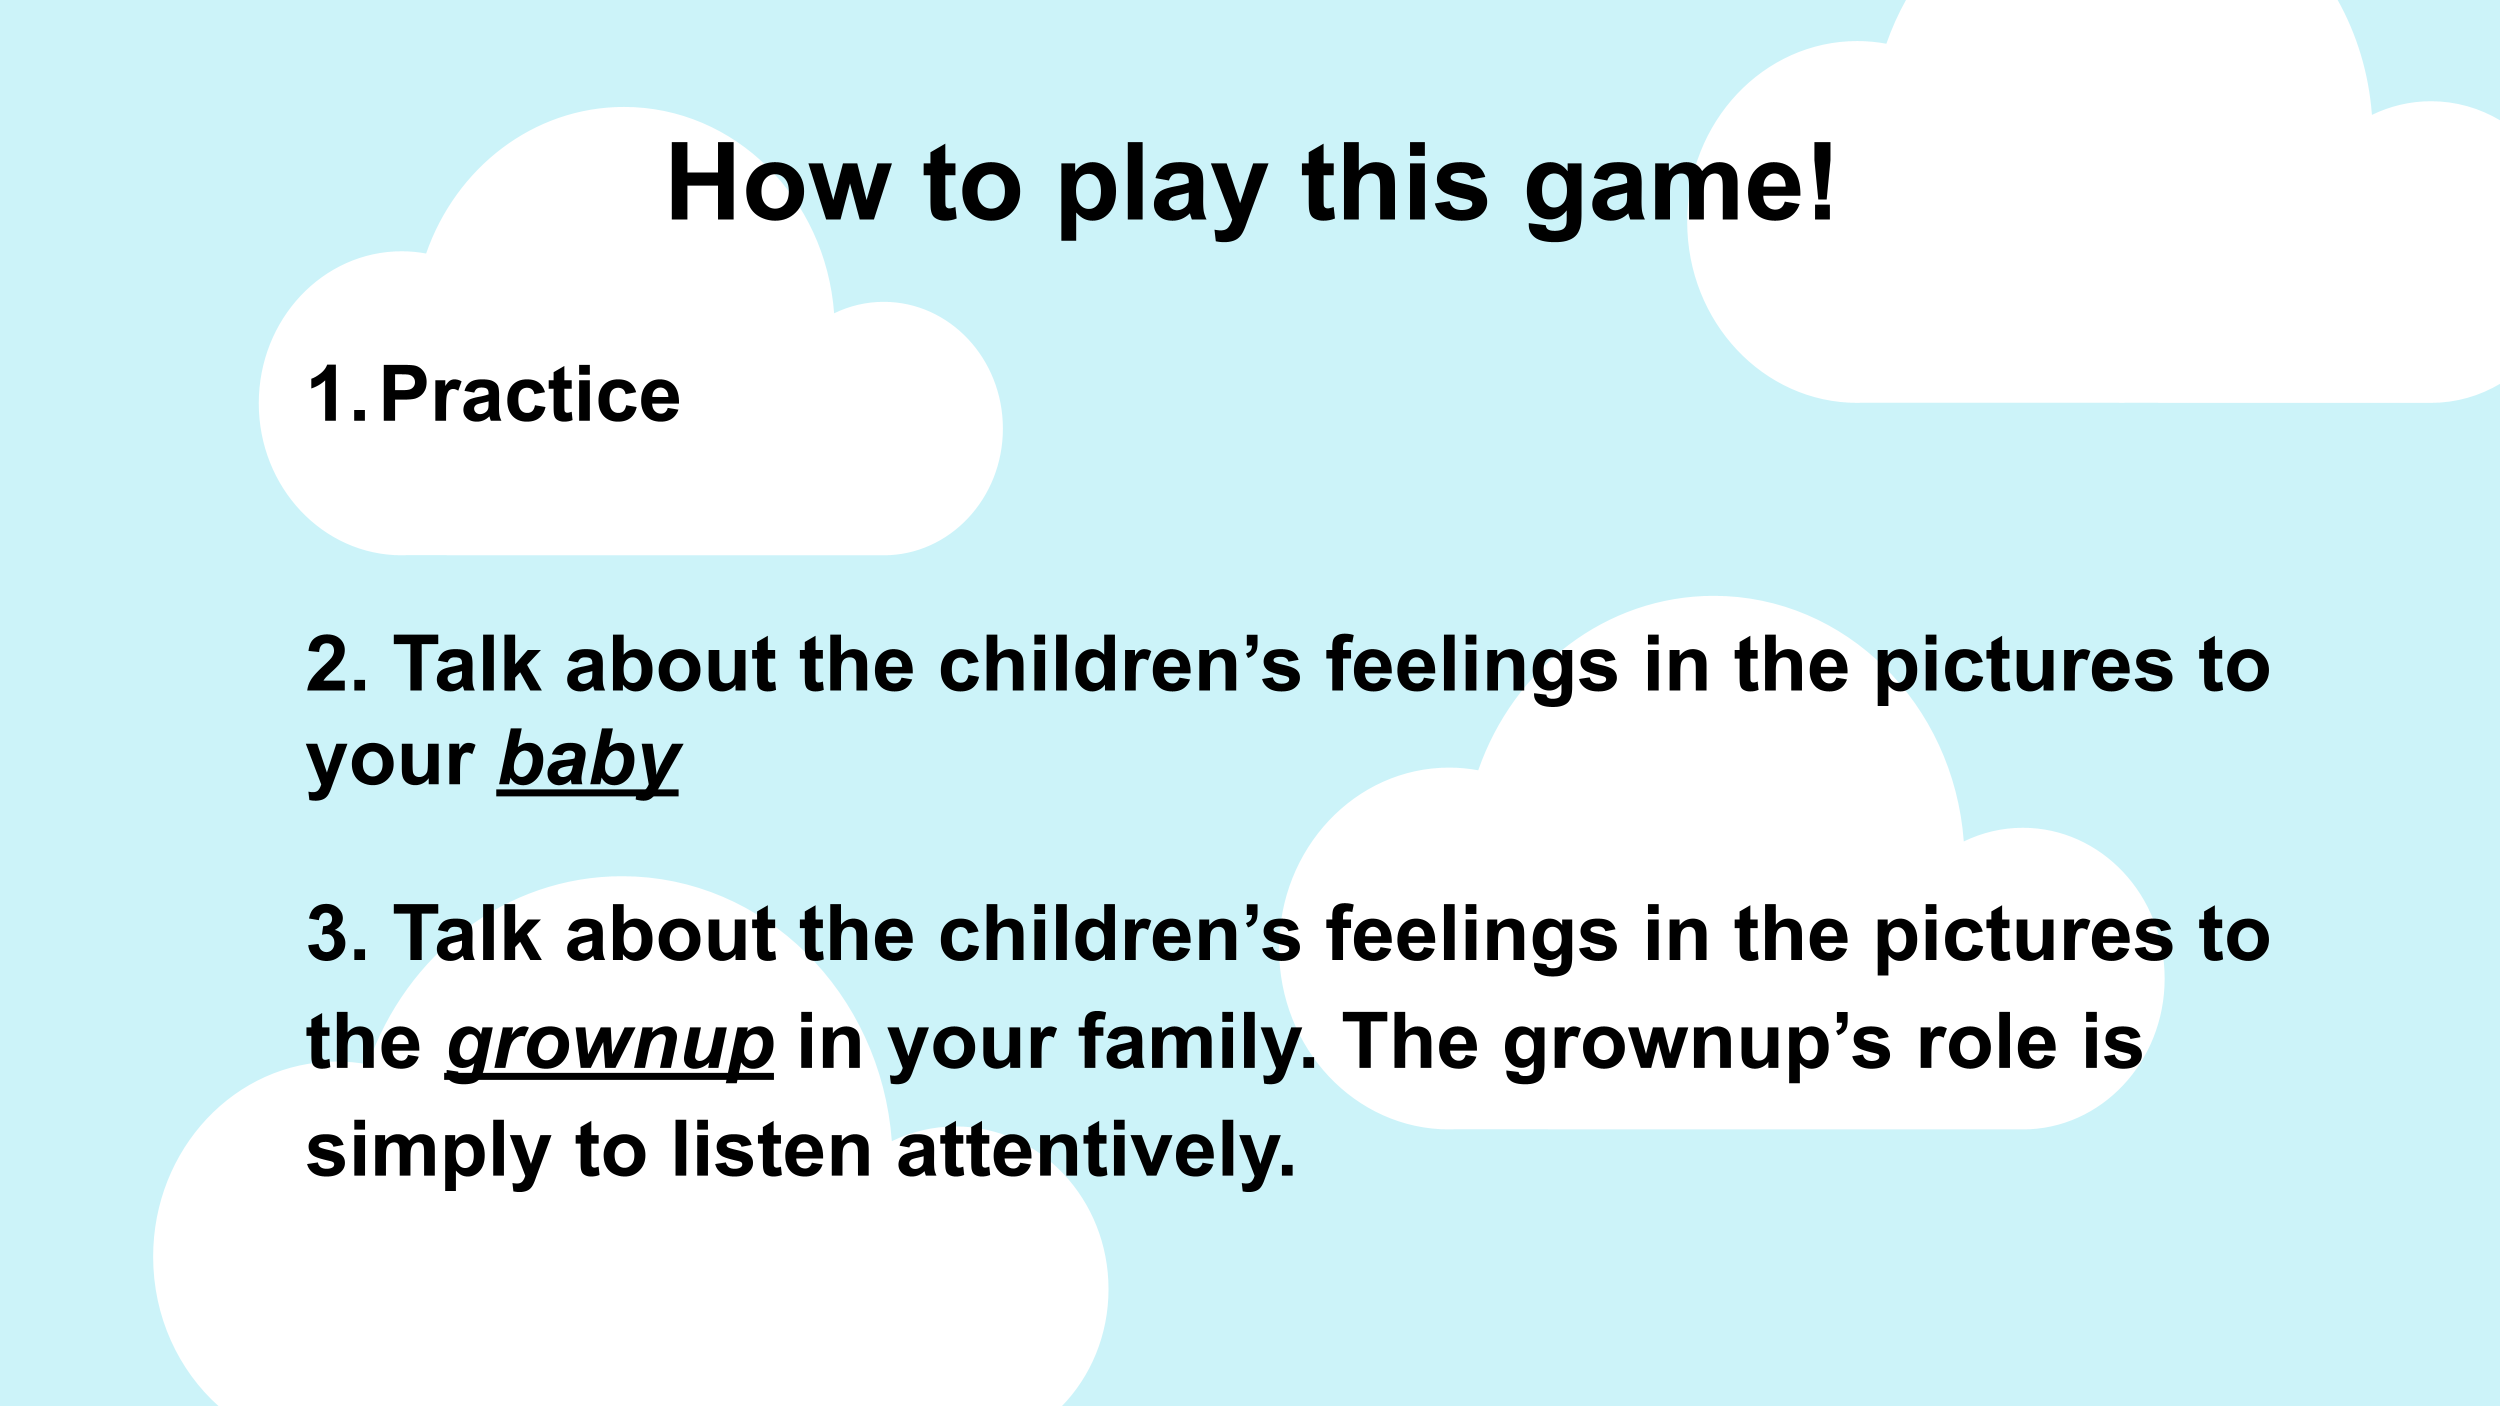 How to play this game!
1. Practice
2. Talk about the children’s feelings in the pictures to
your baby
3. Talk about the children’s feelings in the pictures to
the grownup in your family. The grownup’s role is
simply to listen attentively.